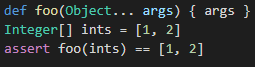 def foo(Object... args) { args }
Integer[] ints = [1, 2]
assert foo(ints) == [1, 2]